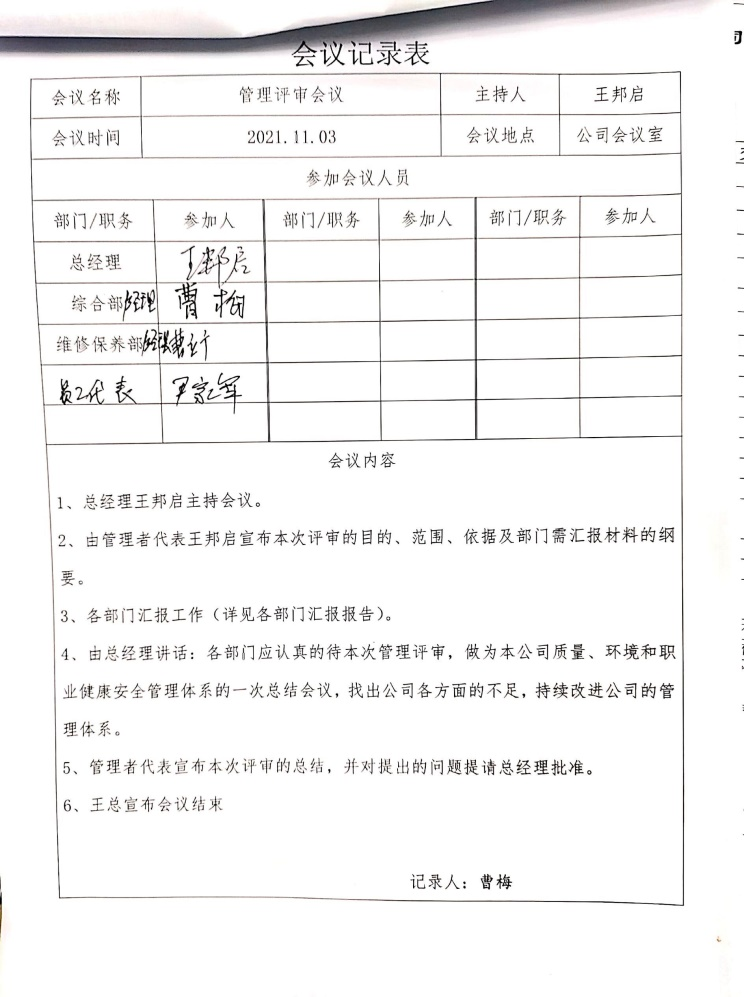 会议记录表
会议名称 管理评审会议 主持人 王邦启
会议时间 2021.11.03 会议地点 公司会议室
参加会议人员
部门/职务 参加人 部门/职务 参加人 部门/职务 参加人
总经理 王邦启
综合部经理 曹梅
维修保养部经理
员工代表 尹家军
会议内容
1、总经理王邦启主持会议。
2、由管理者代表王邦启宣布本次评审的目的、范围、依据及部门需汇报材料的纲
要。
3、各部门汇报工作（详见各部门汇报报告）。
4、由总经理讲话：各部门应认真的待本次管理评审，做为本公司质量、环境和职
业健康安全管理体系的一次总结会议，找出公司各方面的不足，持续改进公司的管
理体系。
5、管理者代表宣布本次评审的总结，并对提出的问题提请总经理批准。
6、王总宣布会议结束
记录人：曹梅